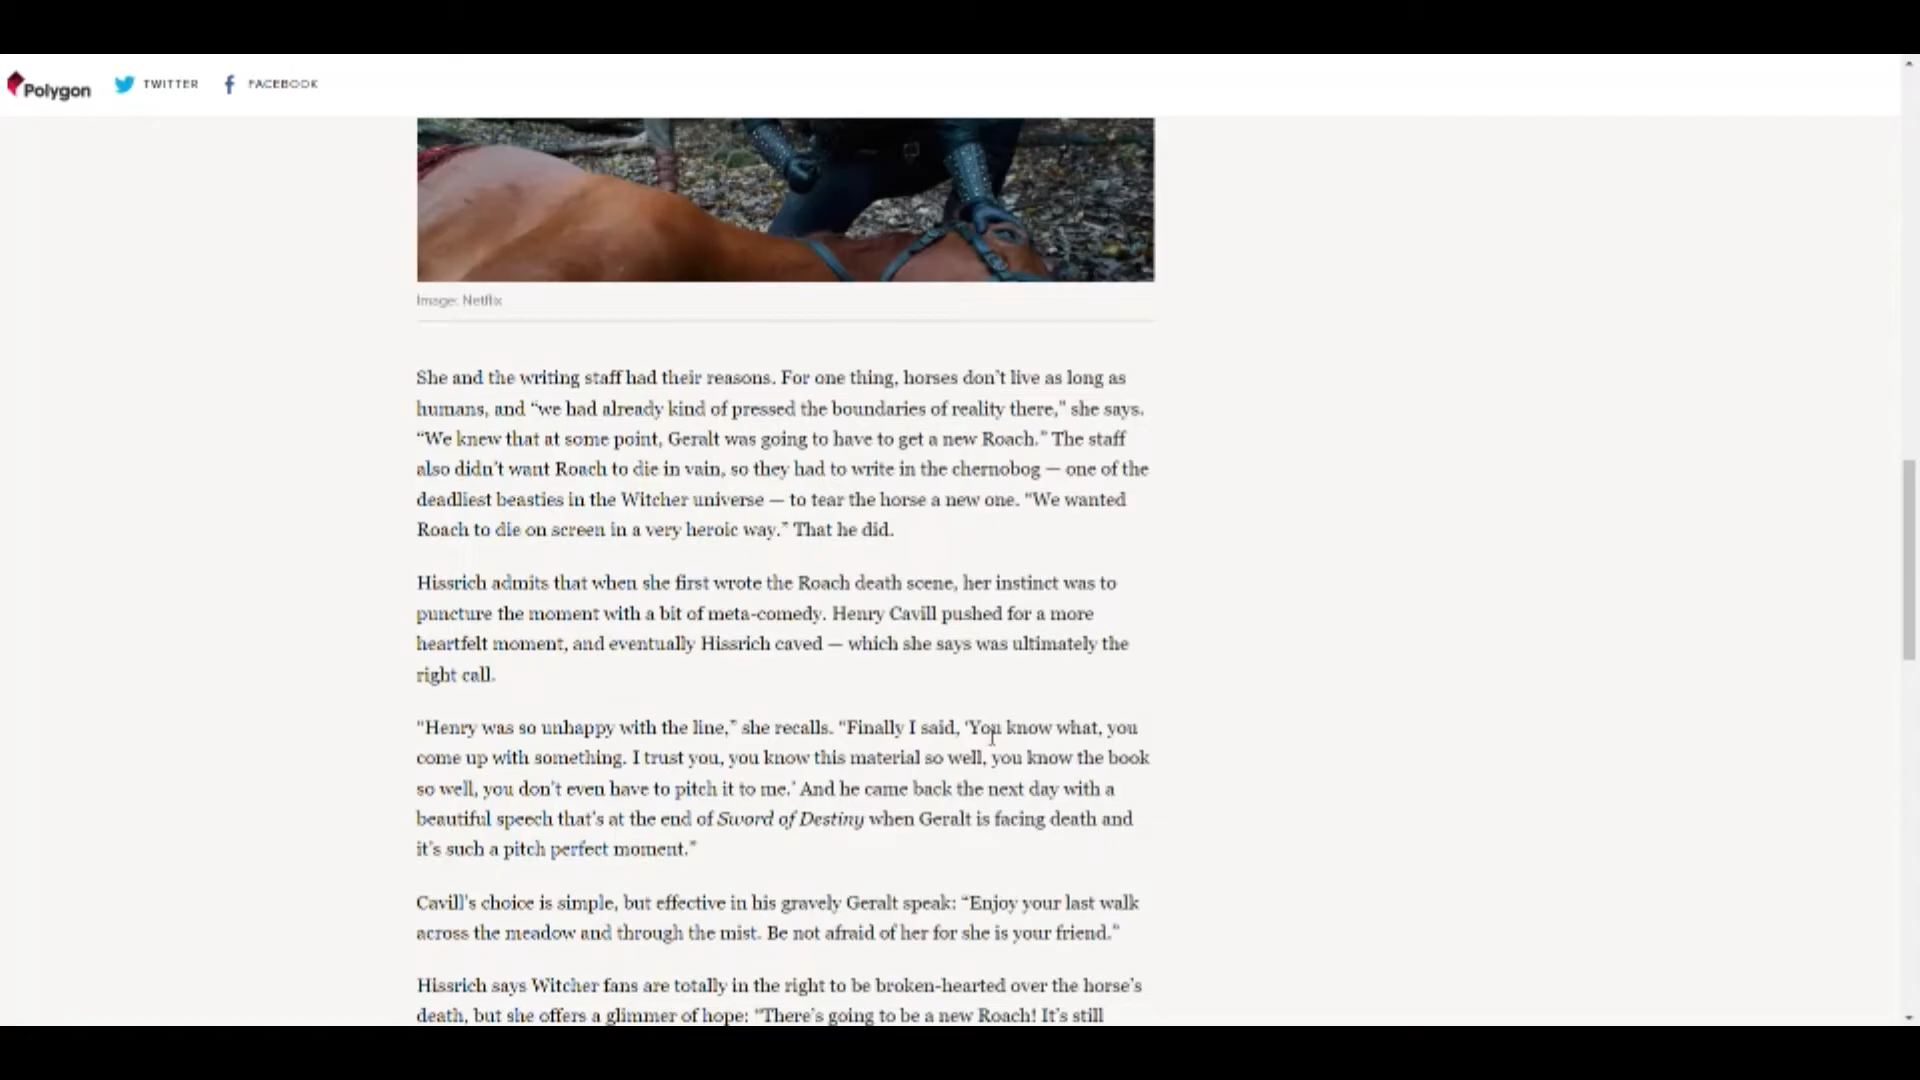 Polygon
TWITTER
FACEBOOK
Image: Netflix
She and the writing staff had their reasons. For one thing, horses don’t live as long as
humans, and “we had already kind of pressed the boundaries of reality there,” she says.
“We knew that at some point, Geralt was going to have to get a new Roach.” The staff
also didn’t want Roach to die in vain, so they had to write in the chernobog — one of the
deadliest beasties in the Witcher universe — to tear the horse a new one. “We wanted
Roach to die on screen in a very heroic way.” That he did.
Hissrich admits that when she first wrote the Roach death scene, her instinct was to
puncture the moment with a bit of meta-comedy. Henry Cavill pushed for a more
heartfelt moment, and eventually Hissrich caved — which she says was ultimately the
right call.
“Henry was so unhappy with the line,” she recalls. “Finally I said, ‘You know what, you
come up with something. I trust you, you know this material so well, you know the book
so well, you don’t even have to pitch it to me.’ And he came back the next day with a
beautiful speech that’s at the end of Sword of Destiny when Geralt is facing death and
it’s such a pitch perfect moment.”
Cavill’s choice is simple, but effective in his gravely Geralt speak: “Enjoy your last walk
across the meadow and through the mist. Be not afraid of her for she is your friend.”
Hissrich says Witcher fans are totally in the right to be broken-hearted over the horse’s
death, but she offers a glimmer of hope: “There’s going to be a new Roach! It’s still